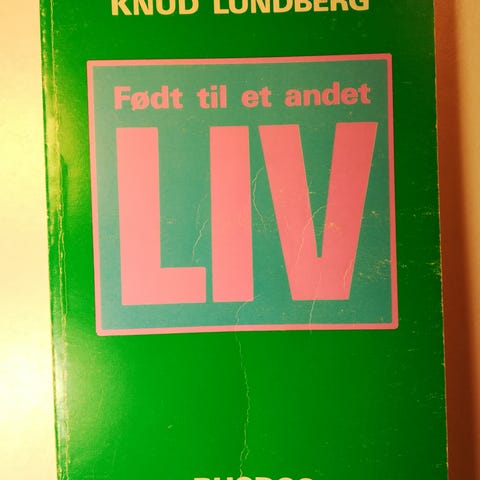 KNUD LUNDBERG
Født til et andet
LIV